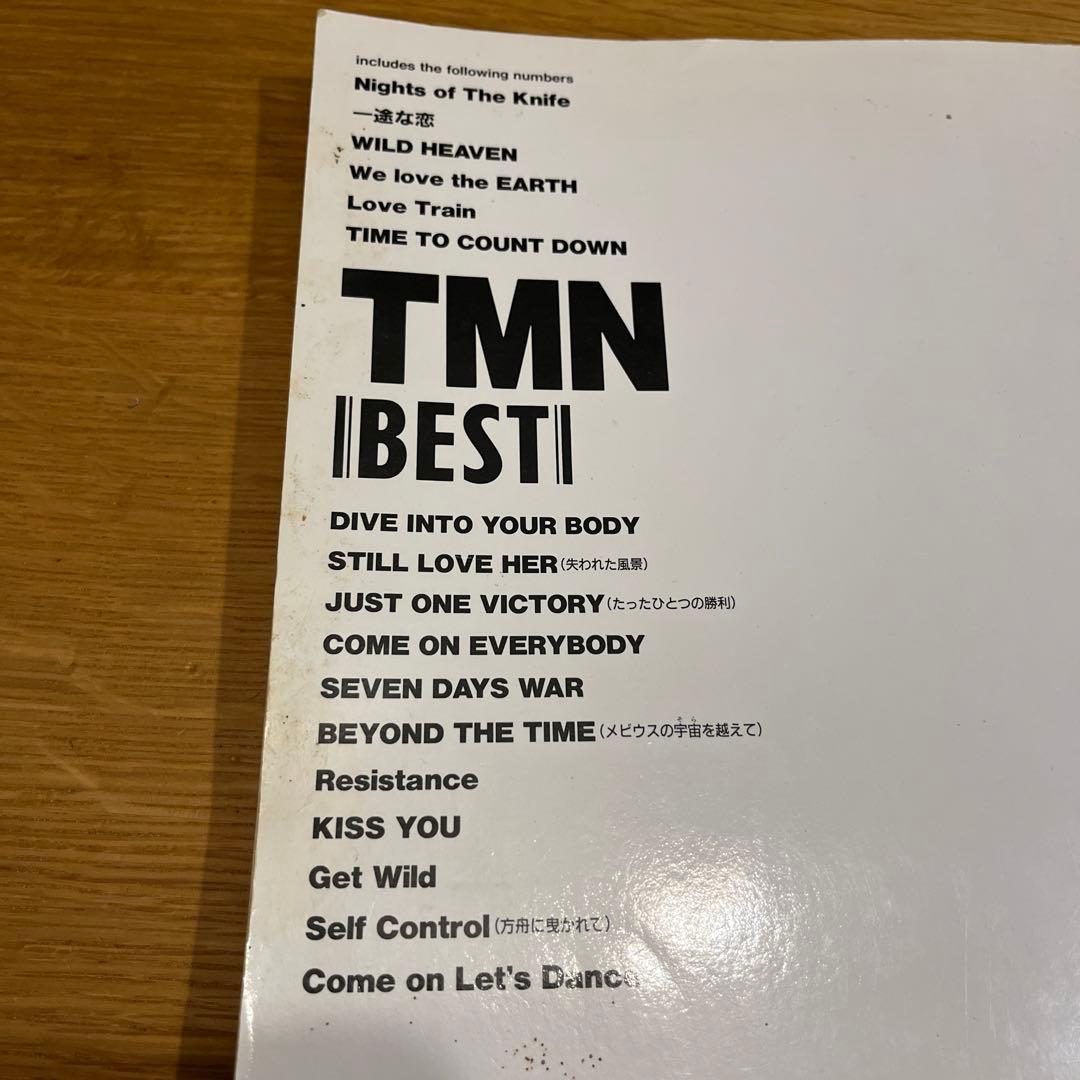 includes the following numbers
Nights of The Knife
一途な恋
WILD HEAVEN
We love the EARTH
Love Train
TIME TO COUNT DOWN
TMN
BEST
DIVE INTO YOUR BODY
STILL LOVE HER(失われた風景)
JUST ONE VICTORY(たったひとつの勝利)
COME ON EVERYBODY
SEVEN DAYS WAR
BEYOND THE TIME(メビウスの宇宙を越えて)
そら
Resistance
KISS YOU
Get Wild
Self Control(方舟に曳かれて)
Come on Let's Dance